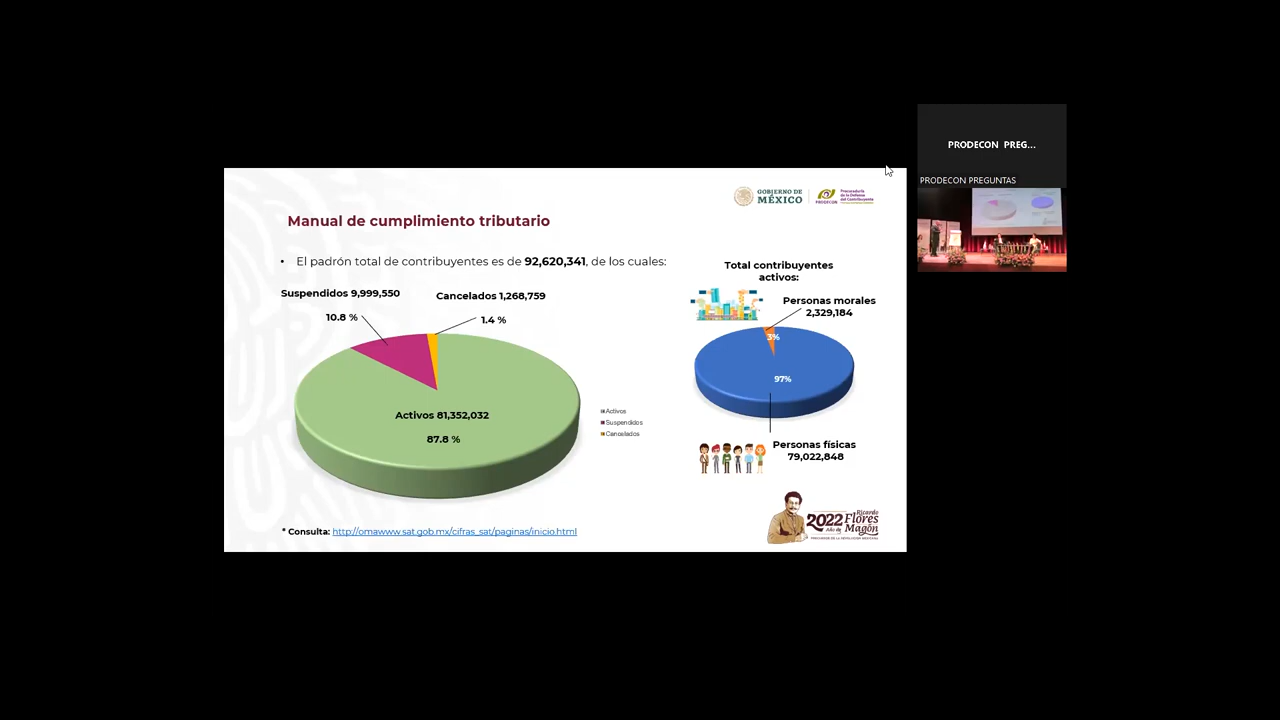 PRODECON PREG...
PRODECON PREGUNTAS
GOBIERNO DE
MÉXICO
PRODECON
Procuraduría
de la Defensa
del Contribuyente
Manual de cumplimiento tributario
• El padrón total de contribuyentes es de 92,620,341, de los cuales:
Suspendidos 9,999,550
10.8 %
Cancelados 1,268,759
1.4 %
Activos 81,352,032
87.8 %
Activos
Suspendidos
Cancelados
Total contribuyentes
activos:
Personas morales
2,329,184
3%
97%
Personas físicas
79,022,848
* Consulta: http://omawww.sat.gob.mx/cifras_sat/paginas/inicio.html
2022 Ricardo
Año de Flores
Magón
PRECURSOR DE LA REVOLUCIÓN MEXICANA